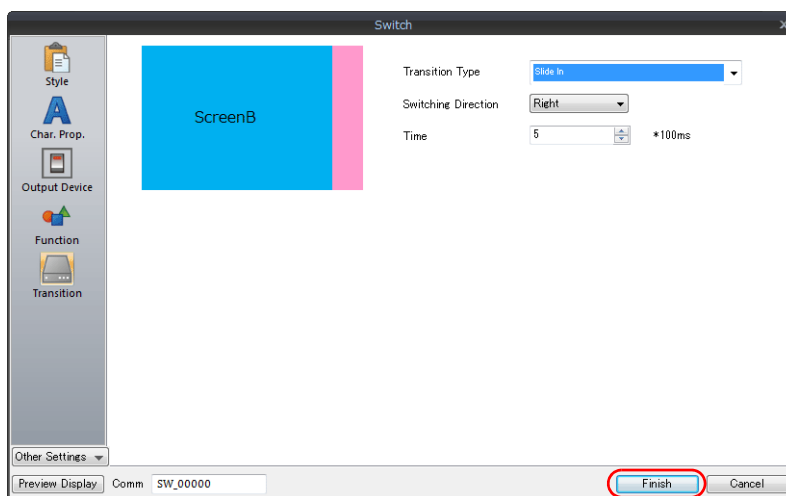 Switch
Style
Char. Prop.
Output Device
Function
Transition
ScreenB
Transition Type
Slide In
Switching Direction
Right
Time
5
*100ms
Other Settings
Preview Display
Comm
SW_00000
Finish
Cancel